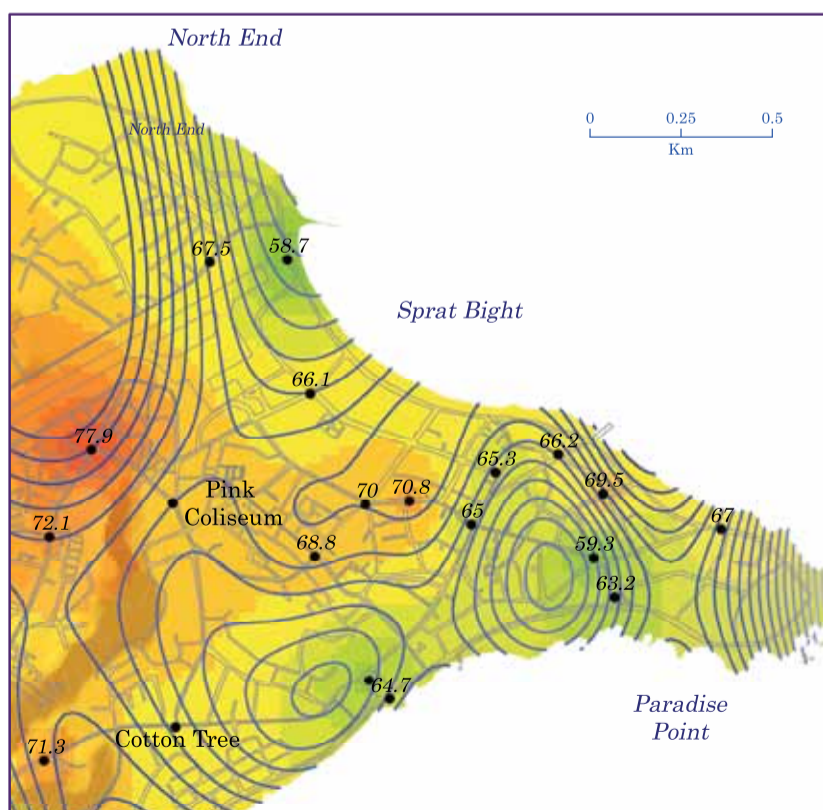 North End
North End
0 0.25 0.5
Km
67.5
58.7
Sprat Bight
66.1
77.9
66.2
65.3
69.5
Pink
Coliseum
70
70.8
65
67
72.1
68.8
59.3
63.2
64.7
Paradise
Point
Cotton Tree
71.3